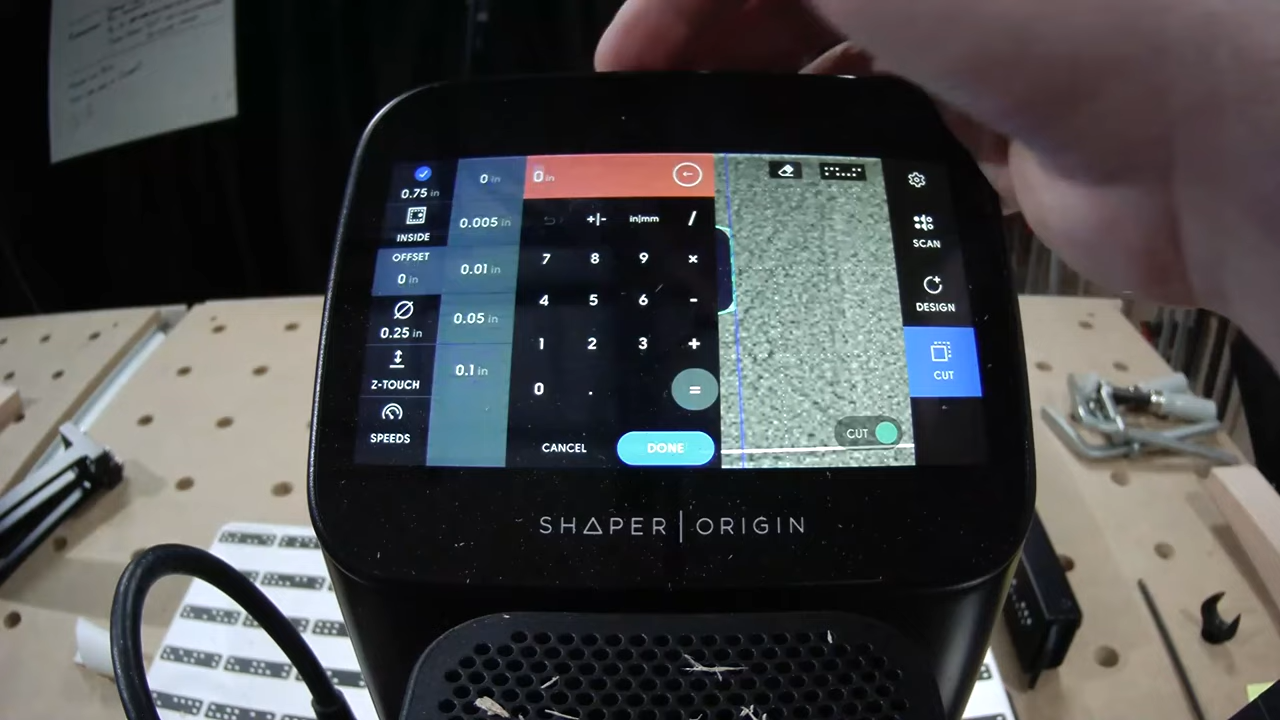 0.75 in
INSIDE
OFFSET
0 in
0.25 in
Z-TOUCH
SPEEDS
0 in
0.005 in
0.01 in
0.05 in
0.1 in
0 in
+|- in|mm /
7 8 9 ×
4 5 6 -
1 2 3 +
0 . =
CANCEL DONE
CUT
SCAN
DESIGN
CUT
SHAPER | ORIGIN